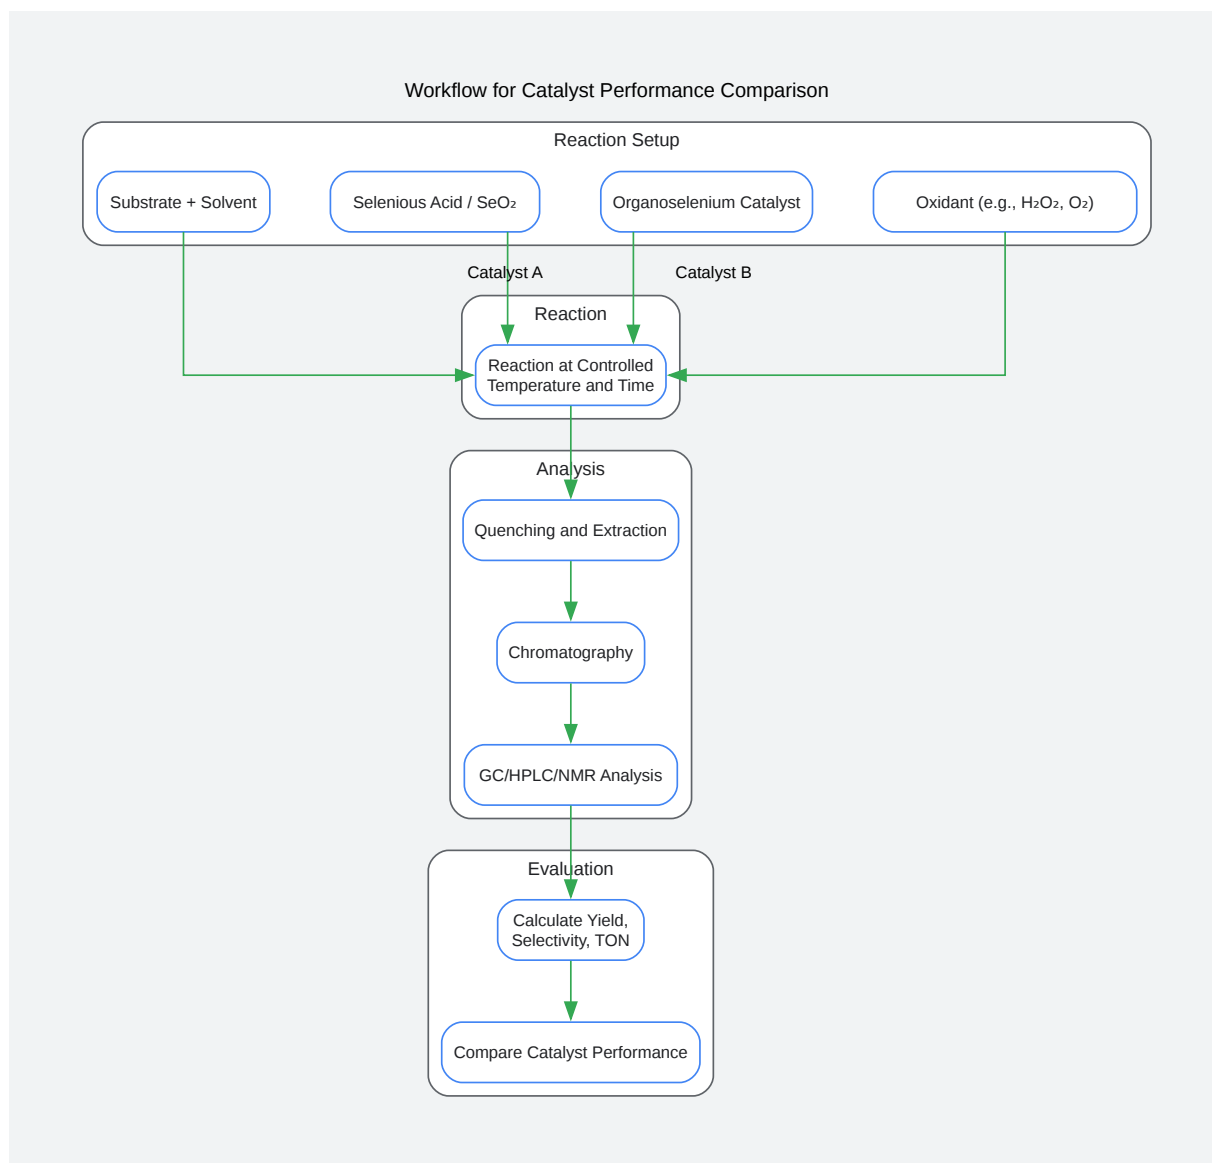 Workflow for Catalyst Performance Comparison
Reaction Setup
Substrate + Solvent
Selenious Acid / SeO₂
Organoselenium Catalyst
Oxidant (e.g., H₂O₂, O₂)
Catalyst A
Catalyst B
Reaction
Reaction at Controlled
Temperature and Time
Analysis
Quenching and Extraction
Chromatography
GC/HPLC/NMR Analysis
Evaluation
Calculate Yield,
Selectivity, TON
Compare Catalyst Performance